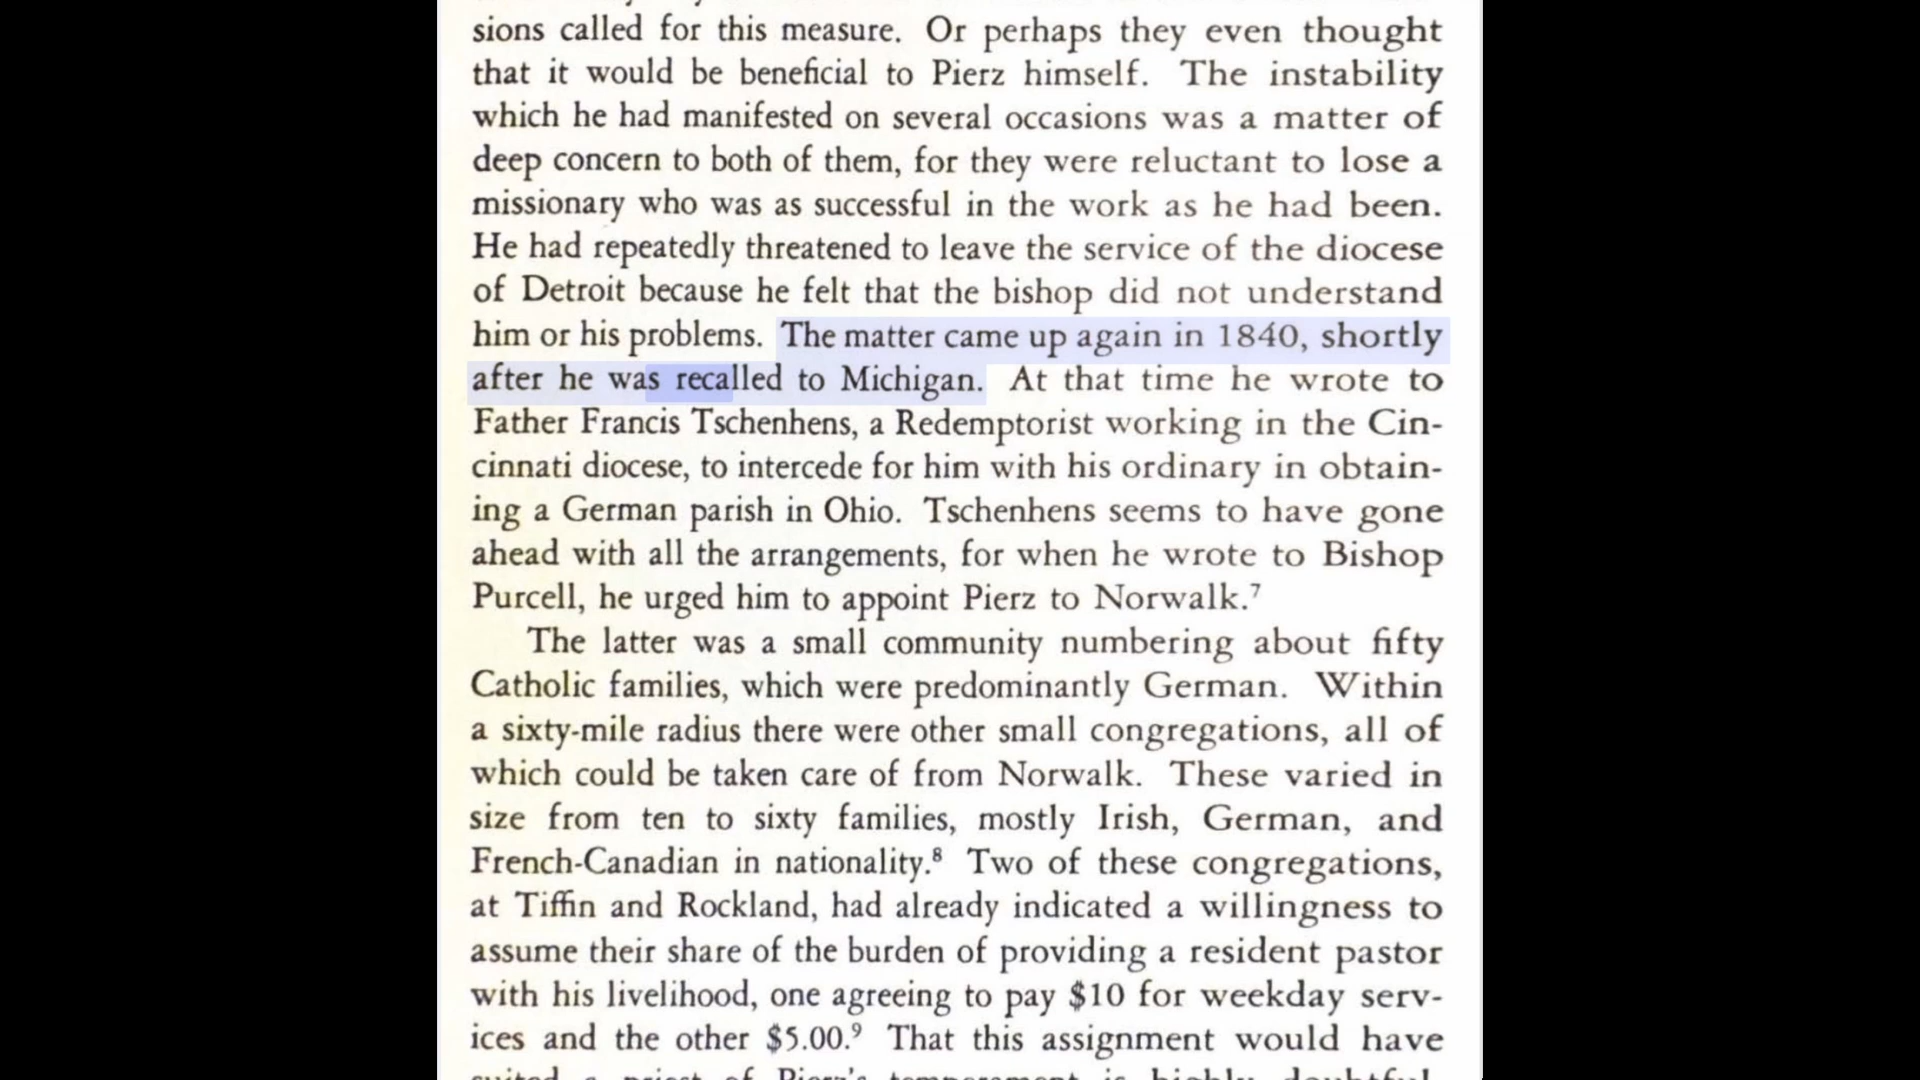 sions called for this measure. Or perhaps they even thought
that it would be beneficial to Pierz himself. The instability
which he had manifested on several occasions was a matter of
deep concern to both of them, for they were reluctant to lose a
missionary who was as successful in the work as he had been.
He had repeatedly threatened to leave the service of the diocese
of Detroit because he felt that the bishop did not understand
him or his problems. The matter came up again in 1840, shortly
after he was recalled to Michigan. At that time he wrote to
Father Francis Tschenhens, a Redemptorist working in the Cin-
cinnati diocese, to intercede for him with his ordinary in obtain-
ing a German parish in Ohio. Tschenhens seems to have gone
ahead with all the arrangements, for when he wrote to Bishop
Purcell, he urged him to appoint Pierz to Norwalk.⁷
The latter was a small community numbering about fifty
Catholic families, which were predominantly German. Within
a sixty-mile radius there were other small congregations, all of
which could be taken care of from Norwalk. These varied in
size from ten to sixty families, mostly Irish, German, and
French-Canadian in nationality.⁸ Two of these congregations,
at Tiffin and Rockland, had already indicated a willingness to
assume their share of the burden of providing a resident pastor
with his livelihood, one agreeing to pay $10 for weekday serv-
ices and the other $5.00.⁹ That this assignment would have
suited a priest of Pierz's temperament is highly doubtful.